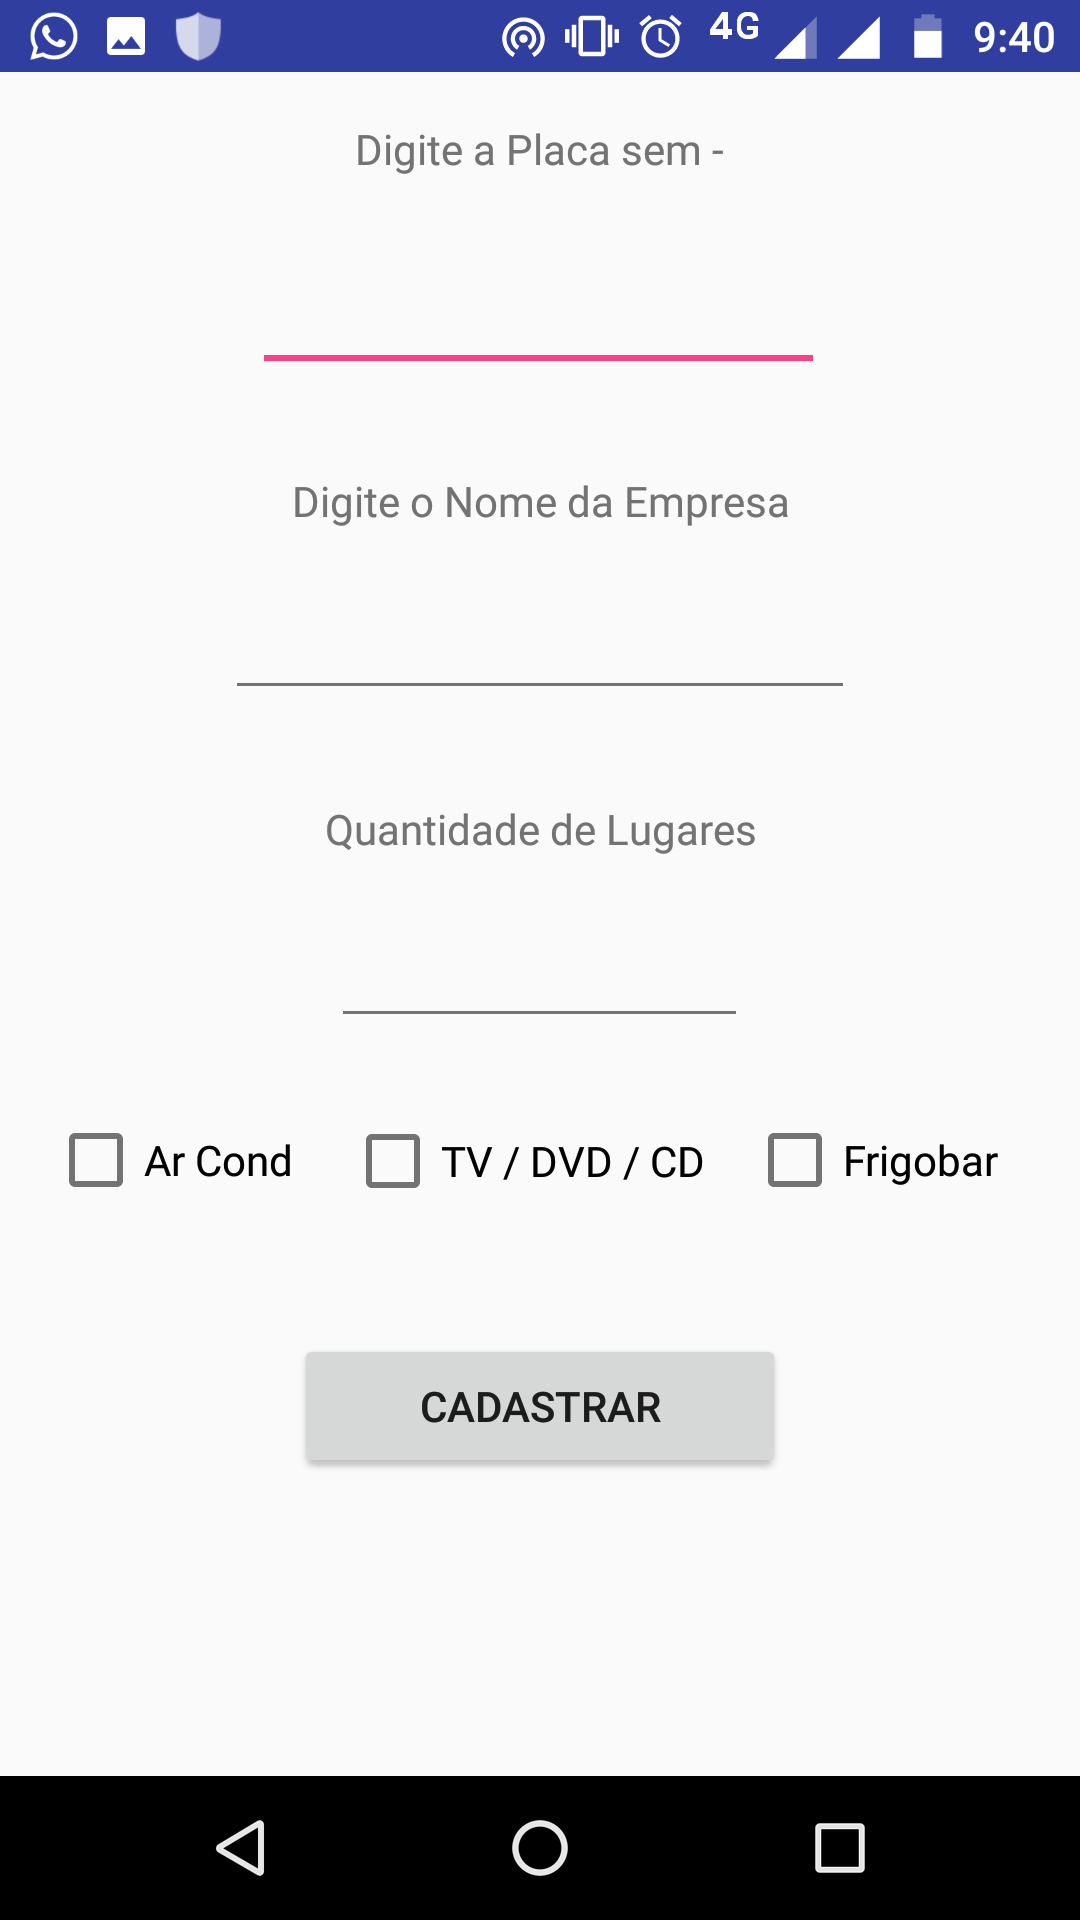 4G 9:40
Digite a Placa sem -
Digite o Nome da Empresa
Quantidade de Lugares
Ar Cond TV / DVD / CD Frigobar
CADASTRAR